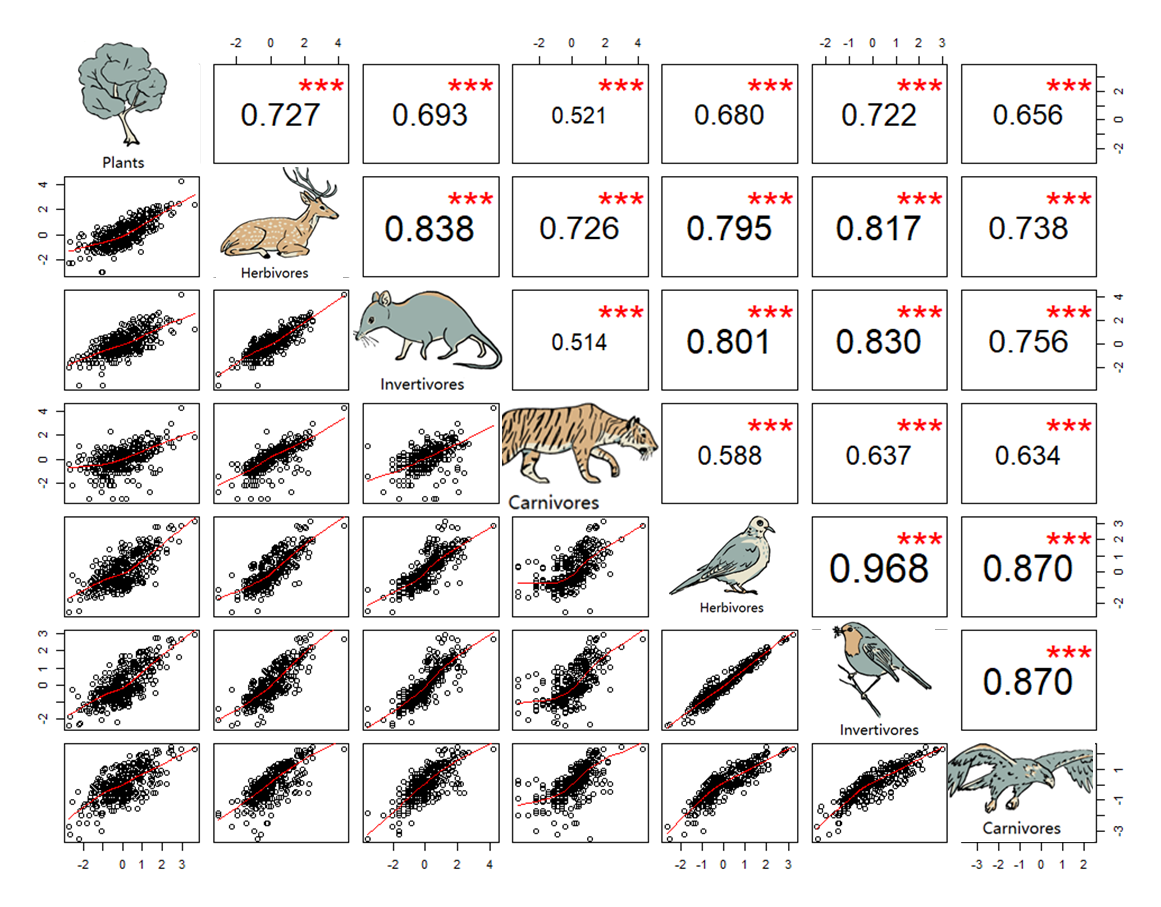 -2 0 2 4 -2 0 2 4 -2 -1 0 1 2 3
*** *** *** *** *** ***
0.727 0.693 0.521 0.680 0.722 0.656
2
0
-2
Plants
4
2
0
-2
*** *** *** *** ***
0.838 0.726 0.795 0.817 0.738
Herbivores
*** *** *** ***
0.514 0.801 0.830 0.756
4
2
0
-2
Invertivores
4
2
0
-2
*** *** ***
0.588 0.637 0.634
Carnivores
*** ***
0.968 0.870
3
2
1
0
-2
Herbivores
3
2
1
0
-2
***
0.870
Invertivores
1
-1
-3
Carnivores
-2 0 1 2 3 -2 0 2 4 -2 -1 0 1 2 3 -3 -2 -1 0 1 2